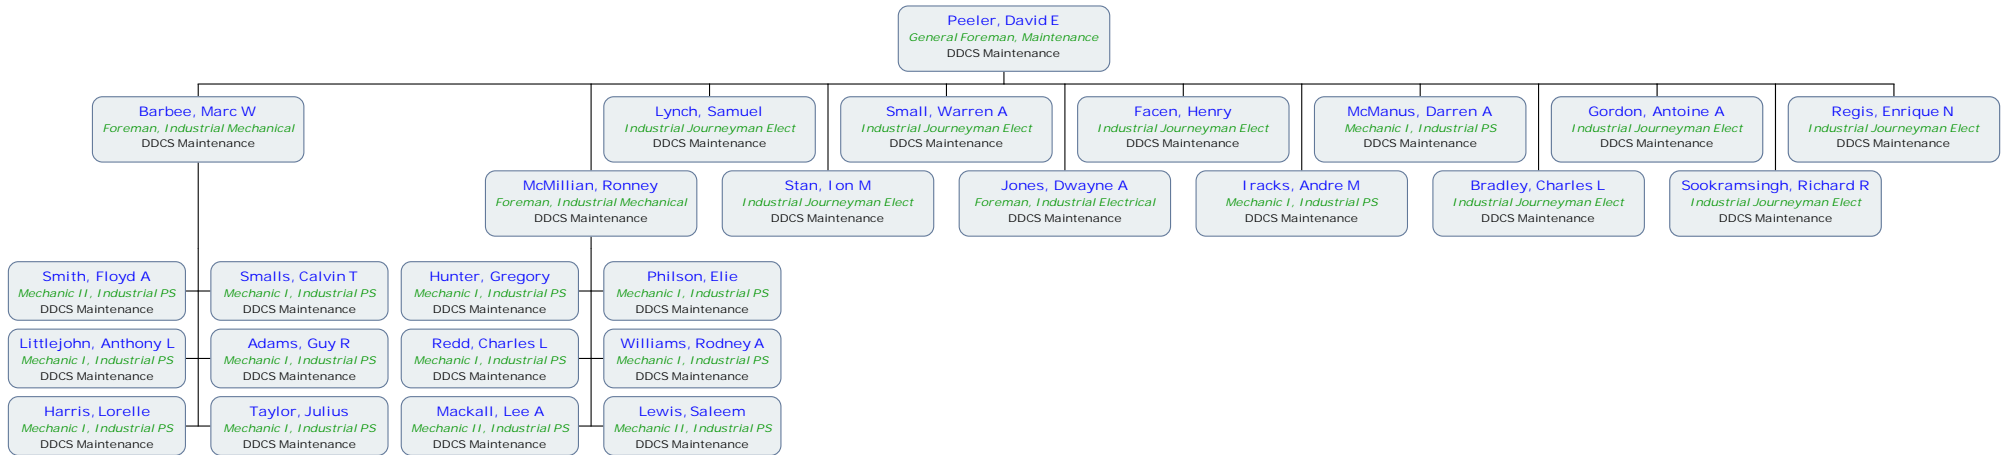 Peeler, David E
General Foreman, Maintenance
DDCS Maintenance
Barbee, Marc W
Foreman, Industrial Mechanical
DDCS Maintenance
Lynch, Samuel
Industrial Journeyman Elect
DDCS Maintenance
Small, Warren A
Industrial Journeyman Elect
DDCS Maintenance
Facen, Henry
Industrial Journeyman Elect
DDCS Maintenance
McManus, Darren A
Mechanic I, Industrial PS
DDCS Maintenance
Gordon, Antoine A
Industrial Journeyman Elect
DDCS Maintenance
Regis, Enrique N
Industrial Journeyman Elect
DDCS Maintenance
McMillian, Ronney
Foreman, Industrial Mechanical
DDCS Maintenance
Stan, Ion M
Industrial Journeyman Elect
DDCS Maintenance
Jones, Dwayne A
Foreman, Industrial Electrical
DDCS Maintenance
Iracks, Andre M
Mechanic I, Industrial PS
DDCS Maintenance
Bradley, Charles L
Industrial Journeyman Elect
DDCS Maintenance
Sookramsingh, Richard R
Industrial Journeyman Elect
DDCS Maintenance
Smith, Floyd A
Mechanic II, Industrial PS
DDCS Maintenance
Smalls, Calvin T
Mechanic I, Industrial PS
DDCS Maintenance
Hunter, Gregory
Mechanic I, Industrial PS
DDCS Maintenance
Philson, Elie
Mechanic I, Industrial PS
DDCS Maintenance
Littlejohn, Anthony L
Mechanic I, Industrial PS
DDCS Maintenance
Adams, Guy R
Mechanic I, Industrial PS
DDCS Maintenance
Redd, Charles L
Mechanic I, Industrial PS
DDCS Maintenance
Williams, Rodney A
Mechanic I, Industrial PS
DDCS Maintenance
Harris, Lorelle
Mechanic I, Industrial PS
DDCS Maintenance
Taylor, Julius
Mechanic I, Industrial PS
DDCS Maintenance
Mackall, Lee A
Mechanic II, Industrial PS
DDCS Maintenance
Lewis, Saleem
Mechanic II, Industrial PS
DDCS Maintenance